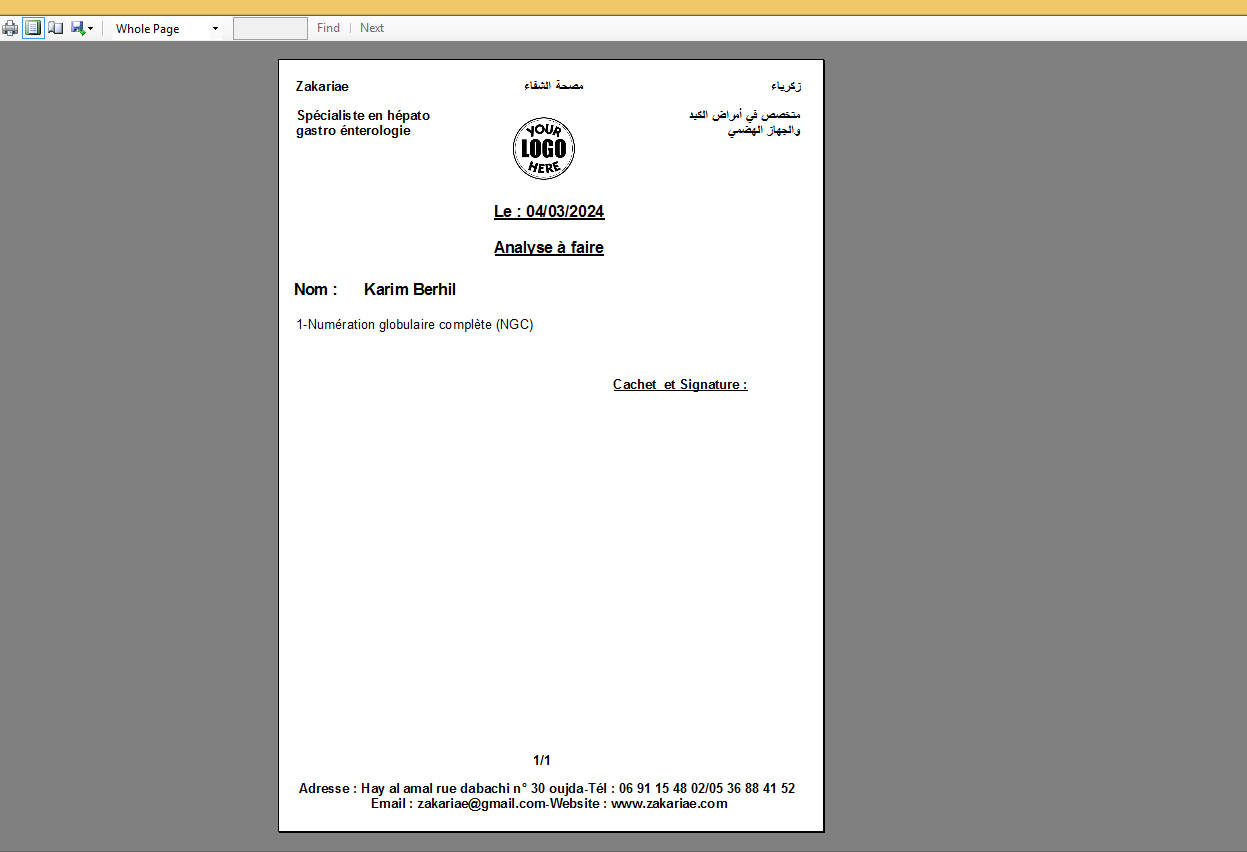 Whole Page
Find
Next
Zakariae
مصحة الشفاء
زكرياء
Spécialiste en hépato
gastro énterologie
متخصص في أمراض الكبد
والجهاز الهضمي
YOUR
LOGO
HERE
Le : 04/03/2024
Analyse à faire
Nom : Karim Berhil
1-Numération globulaire complète (NGC)
Cachet et Signature :
1/1
Adresse : Hay al amal rue dabachi n° 30 oujda-Tél : 06 91 15 48 02/05 36 88 41 52
Email : zakariae@gmail.com-Website : www.zakariae.com